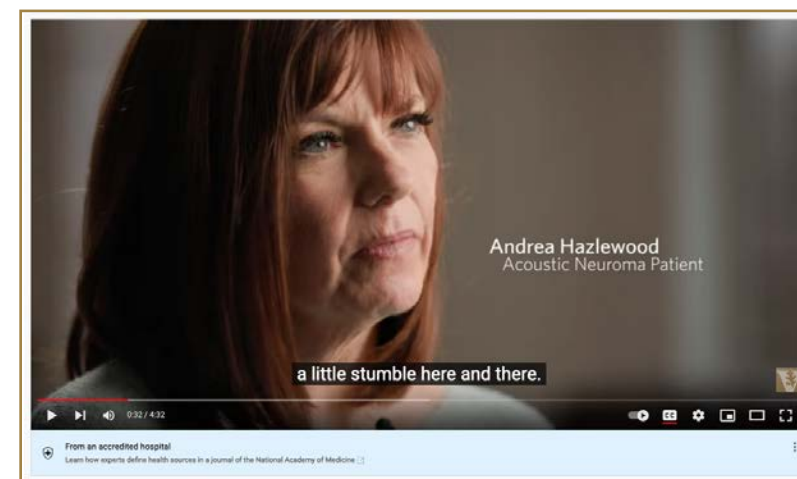 Andrea Hazlewood
Acoustic Neuroma Patient
a little stumble here and there.
0:32 / 4:32
CC
From an accredited hospital
Learn how experts define health sources in a journal of the National Academy of Medicine